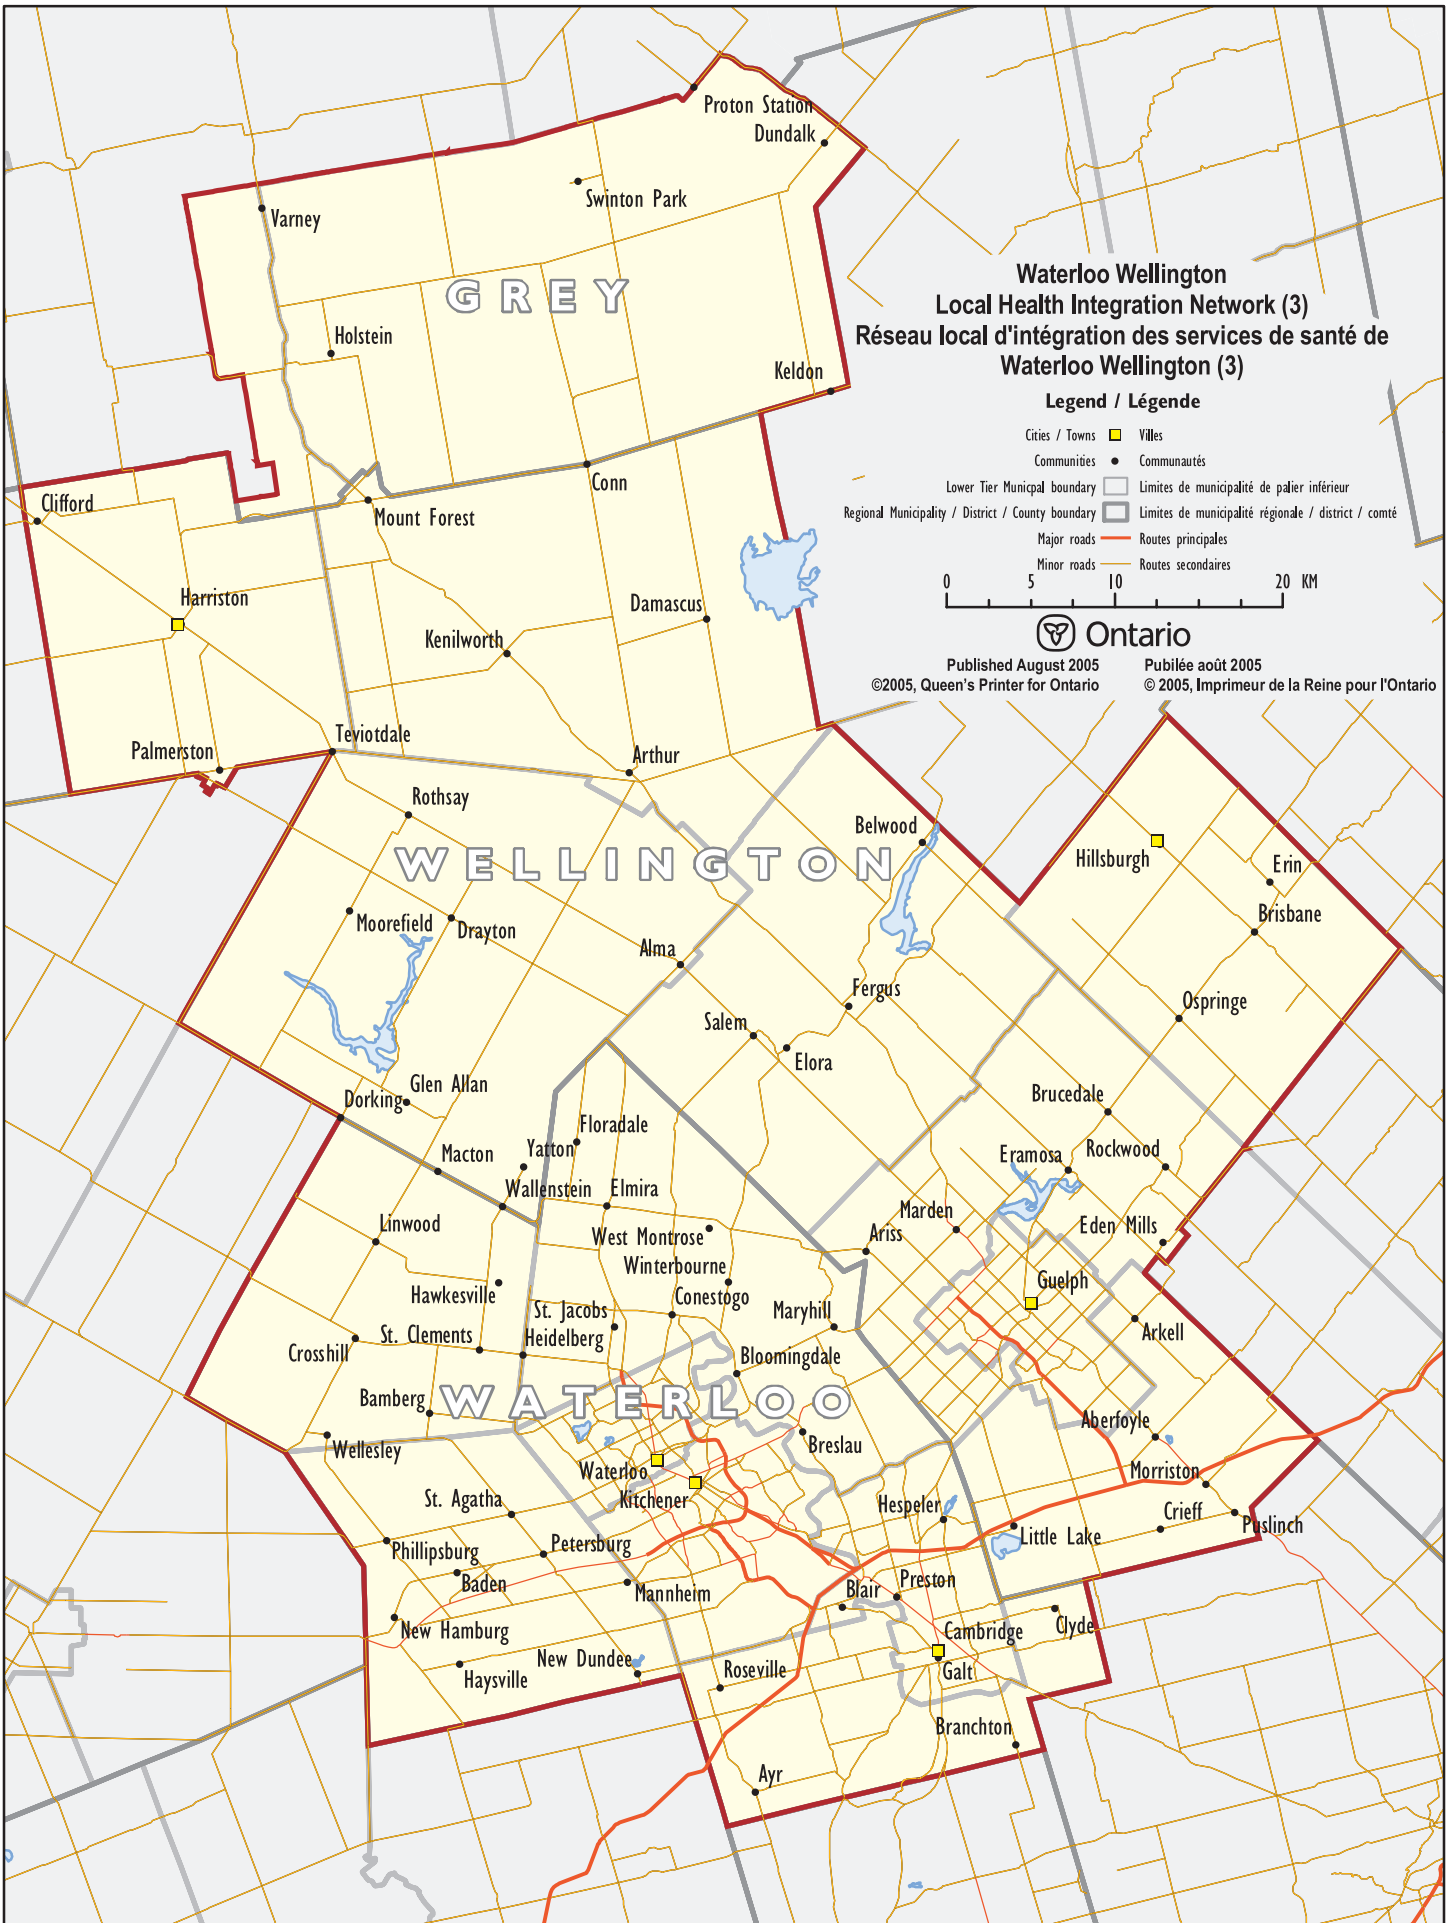 Proton Station
Dundalk
Swinton Park
Varney
GREY
Waterloo Wellington
Local Health Integration Network (3)
Réseau local d'intégration des services de santé de
Waterloo Wellington (3)
Holstein
Keldon
Legend / Légende
Cities / Towns Villes
Communities Communautés
Lower Tier Municpal boundary Limites de municipalité de palier inférieur
Regional Municipality / District / County boundary Limites de municipalité régionale / district / comté
Major roads Routes principales
Minor roads Routes secondaires
0 5 10 20 KM
Ontario
Published August 2005 Pubilée août 2005
©2005, Queen's Printer for Ontario © 2005, Imprimeur de la Reine pour l'Ontario
Conn
Clifford
Mount Forest
Harriston
Damascus
Kenilworth
Teviotdale
Palmerston
Arthur
Rothsay
Belwood
WELLINGTON
Hillsburgh
Erin
Brisbane
Moorefield
Drayton
Alma
Fergus
Ospringe
Salem
Elora
Glen Allan
Dorking
Brucedale
Floradale
Macton
Yatton
Eramosa
Rockwood
Wallenstein
Elmira
Linwood
West Montrose
Marden
Ariss
Eden Mills
Winterbourne
Hawkesville
Guelph
Conestogo
St. Jacobs
Maryhill
St. Clements
Heidelberg
Arkell
Crosshill
Bloomingdale
Bamberg
WATERLOO
Aberfoyle
Wellesley
Breslau
Waterloo
Morriston
Kitchener
St. Agatha
Hespeler
Crieff
Puslinch
Little Lake
Petersburg
Phillipsburg
Baden
Mannheim
Blair
Preston
New Hamburg
Cambridge
Clyde
New Dundee
Haysville
Roseville
Galt
Branchton
Ayr